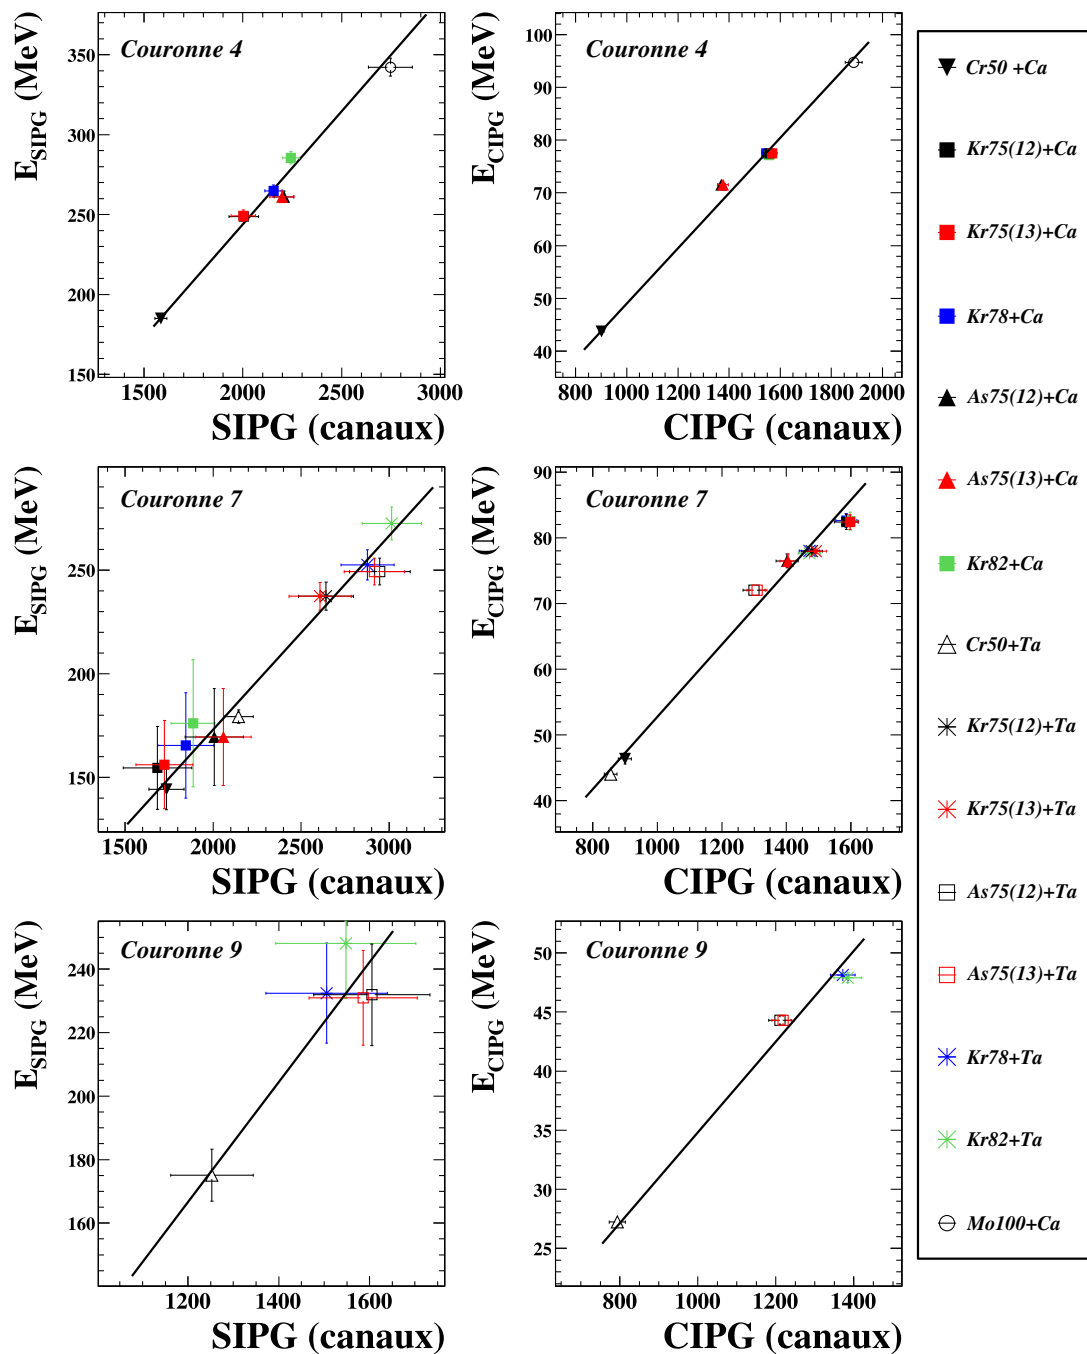 Couronne 4
E_SIPG (MeV)
350
300
250
200
150
1500 2000 2500 3000
SIPG (canaux)
Couronne 4
E_CIPG (MeV)
100
90
80
70
60
50
40
800 1000 1200 1400 1600 1800 2000
CIPG (canaux)
Couronne 7
E_SIPG (MeV)
250
200
150
1500 2000 2500 3000
SIPG (canaux)
Couronne 7
E_CIPG (MeV)
90
80
70
60
50
40
800 1000 1200 1400 1600
CIPG (canaux)
Couronne 9
E_SIPG (MeV)
240
220
200
180
160
1200 1400 1600
SIPG (canaux)
Couronne 9
E_CIPG (MeV)
50
45
40
35
30
25
800 1000 1200 1400
CIPG (canaux)
Cr50 +Ca
Kr75(12)+Ca
Kr75(13)+Ca
Kr78+Ca
As75(12)+Ca
As75(13)+Ca
Kr82+Ca
Cr50+Ta
Kr75(12)+Ta
Kr75(13)+Ta
As75(12)+Ta
As75(13)+Ta
Kr78+Ta
Kr82+Ta
Mo100+Ca